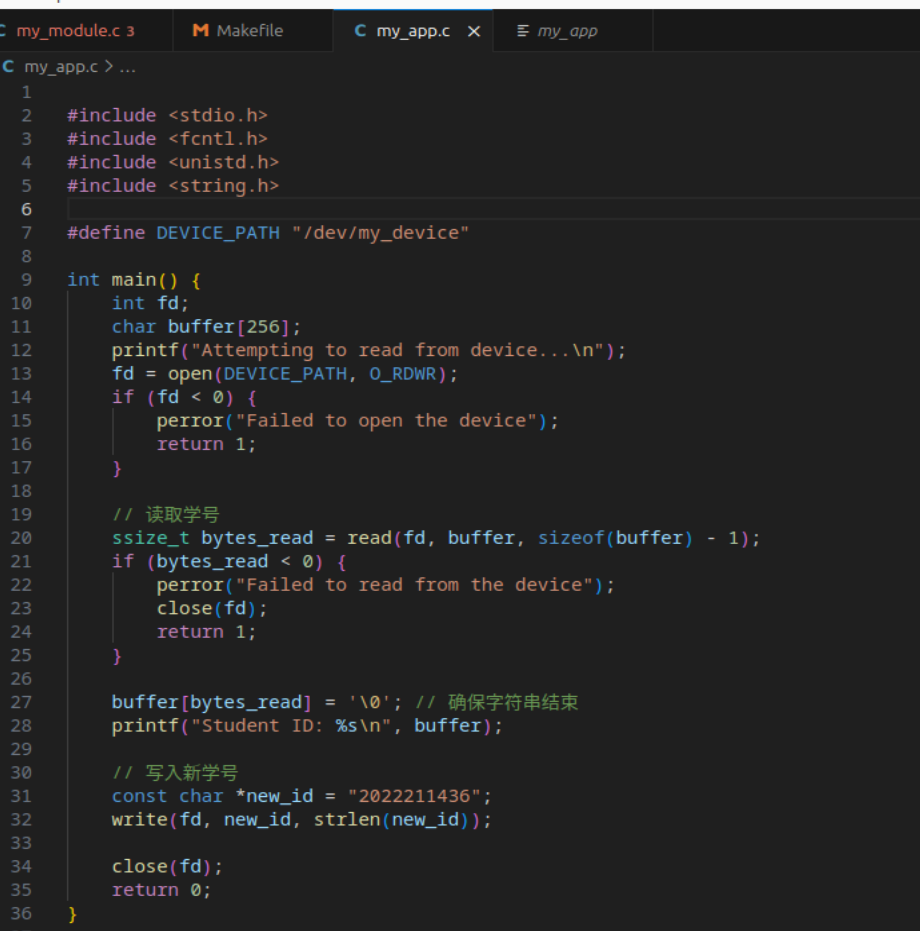 my_module.c 3
Makefile
C my_app.c
my_app
C my_app.c > ...
1
2 #include <stdio.h>
3 #include <fcntl.h>
4 #include <unistd.h>
5 #include <string.h>
6
7 #define DEVICE_PATH "/dev/my_device"
8
9 int main() {
10 int fd;
11 char buffer[256];
12 printf("Attempting to read from device...\n");
13 fd = open(DEVICE_PATH, O_RDWR);
14 if (fd < 0) {
15 perror("Failed to open the device");
16 return 1;
17 }
18
19 // 读取学号
20 ssize_t bytes_read = read(fd, buffer, sizeof(buffer) - 1);
21 if (bytes_read < 0) {
22 perror("Failed to read from the device");
23 close(fd);
24 return 1;
25 }
26
27 buffer[bytes_read] = '\0'; // 确保字符串结束
28 printf("Student ID: %s\n", buffer);
29
30 // 写入新学号
31 const char *new_id = "2022211436";
32 write(fd, new_id, strlen(new_id));
33
34 close(fd);
35 return 0;
36 }